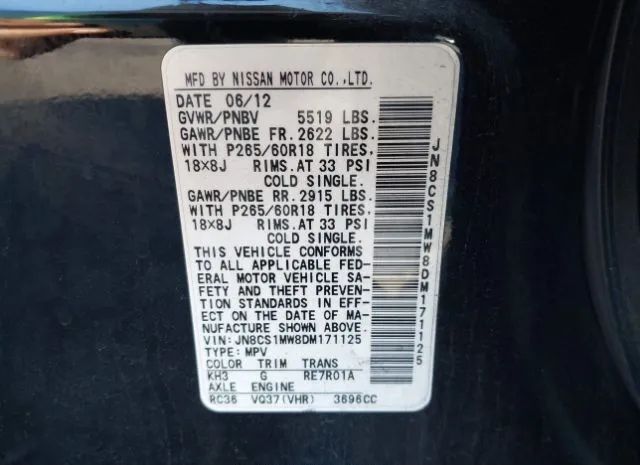 MFD BY NISSAN MOTOR CO.,LTD.
DATE 06/12
GVWR/PNBV 5519 LBS.
GAWR/PNBE FR. 2622 LBS.
WITH P265/60R18 TIRES.
18X8J RIMS.AT 33 PSI
COLD SINGLE.
GAWR/PNBE RR. 2915 LBS.
WITH P265/60R18 TIRES.
18X8J RIMS.AT 33 PSI
COLD SINGLE.
THIS VEHICLE CONFORMS
TO ALL APPLICABLE FED-
ERAL MOTOR VEHICLE SA-
FETY AND THEFT PREVEN-
TION STANDARDS IN EFF-
ECT ON THE DATE OF MA-
NUFACTURE SHOWN ABOVE.
VIN: JN8CS1MW8DM171125
TYPE: MPV
COLOR TRIM TRANS
KH3 G RE7R01A
AXLE ENGINE
RC36 VQ37(VHR) 3696CC
JN8CS1MW8DM171125